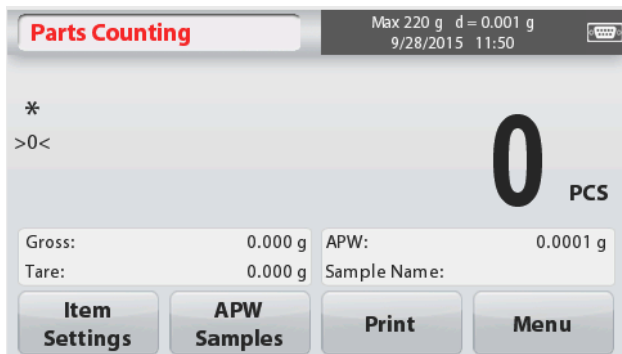 Parts Counting
Max 220 g d = 0.001 g
9/28/2015 11:50
*
>0<
0 PCS
Gross: 0.000 g
Tare: 0.000 g
APW: 0.0001 g
Sample Name:
Item Settings
APW Samples
Print
Menu